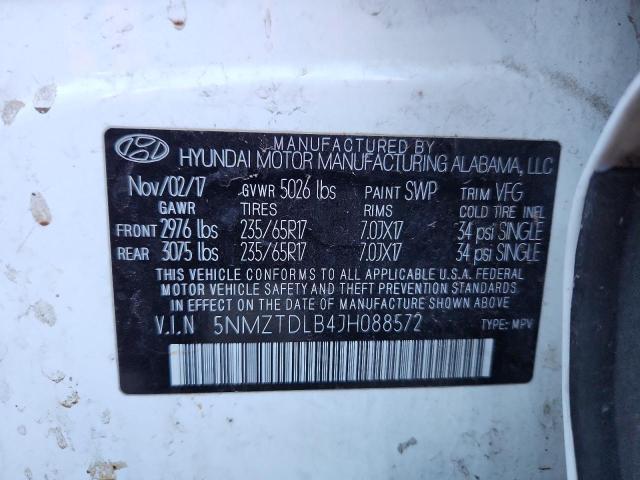 MANUFACTURED BY
HYUNDAI MOTOR MANUFACTURING ALABAMA, LLC
Nov/02/17 GVWR 5026 lbs PAINT SWP TRIM VFG
GAWR TIRES RIMS COLD TIRE INFL
FRONT 2976 lbs 235/65R17 7.0JX17 34 psi SINGLE
REAR 3075 lbs 235/65R17 7.0JX17 34 psi SINGLE
THIS VEHICLE CONFORMS TO ALL APPLICABLE U.S.A. FEDERAL
MOTOR VEHICLE SAFETY AND THEFT PREVENTION STANDARDS
IN EFFECT ON THE DATE OF MANUFACTURE SHOWN ABOVE.
V.I.N 5NMZTDLB4JH088572 TYPE: MPV